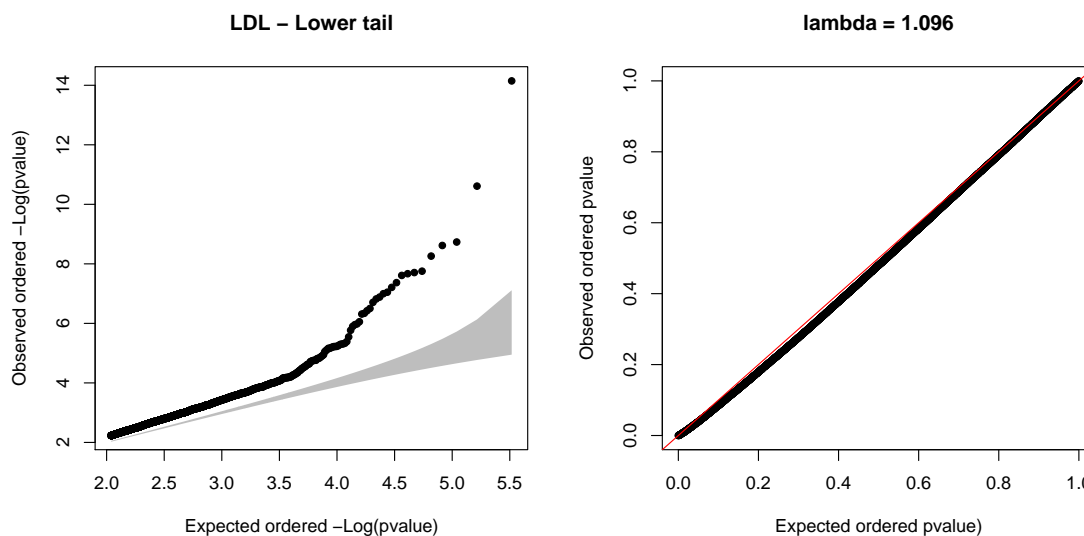 LDL − Lower tail
Observed ordered −Log(pvalue)
14
12
10
8
6
4
2
2.0 2.5 3.0 3.5 4.0 4.5 5.0 5.5
Expected ordered −Log(pvalue)
lambda = 1.096
Observed ordered pvalue
1.0
0.8
0.6
0.4
0.2
0.0
0.0 0.2 0.4 0.6 0.8 1.0
Expected ordered pvalue)